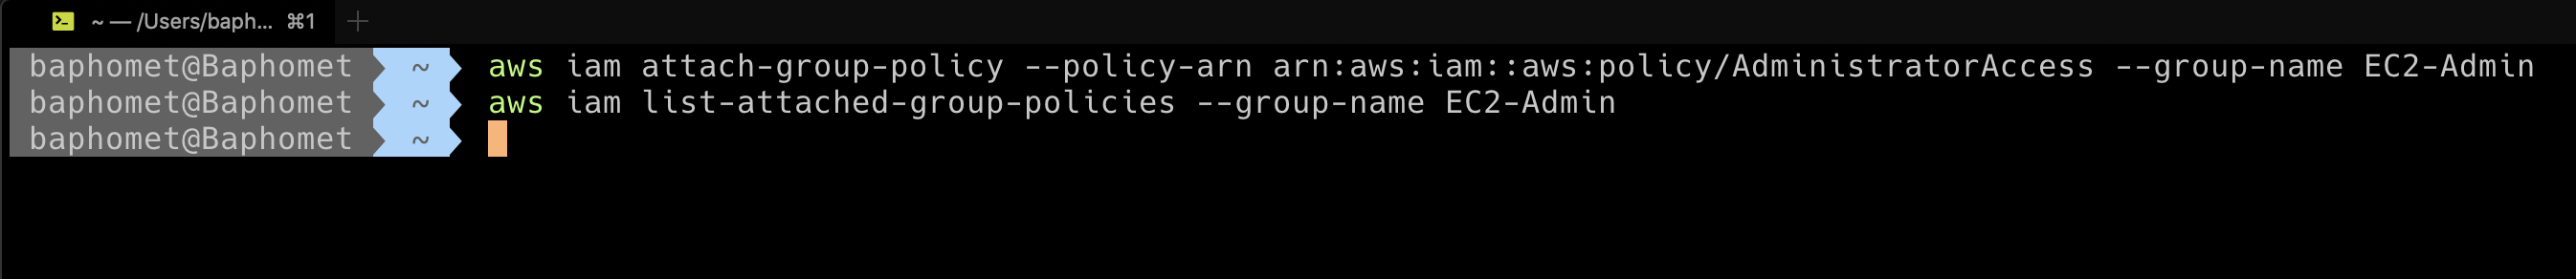 ~ — /Users/baph... ⌘1
baphomet@Baphomet ~ aws iam attach-group-policy --policy-arn arn:aws:iam::aws:policy/AdministratorAccess --group-name EC2-Admin
baphomet@Baphomet ~ aws iam list-attached-group-policies --group-name EC2-Admin
baphomet@Baphomet ~